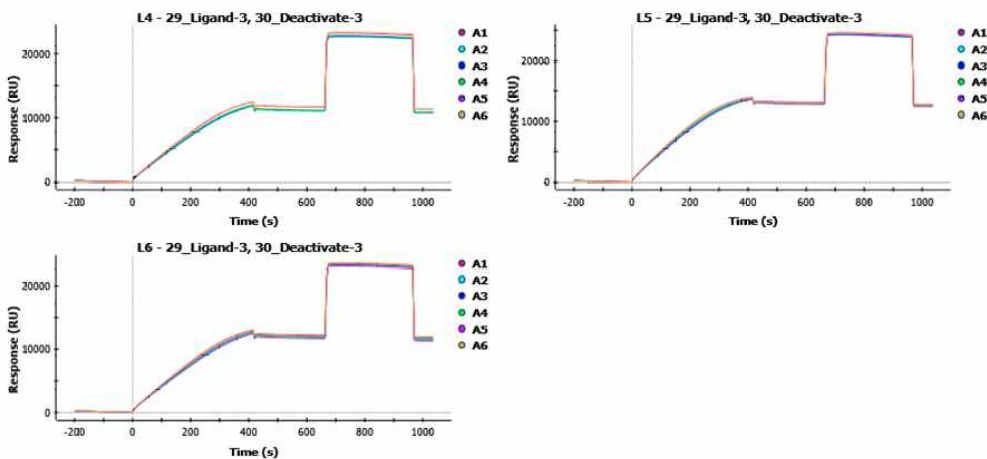 L4 - 29_Ligand-3, 30_Deactivate-3
Response (RU)
20000
10000
0
-200 0 200 400 600 800 1000
Time (s)
A1
A2
A3
A4
A5
A6
L5 - 29_Ligand-3, 30_Deactivate-3
Response (RU)
20000
10000
0
-200 0 200 400 600 800 1000
Time (s)
A1
A2
A3
A4
A5
A6
L6 - 29_Ligand-3, 30_Deactivate-3
Response (RU)
20000
10000
0
-200 0 200 400 600 800 1000
Time (s)
A1
A2
A3
A4
A5
A6